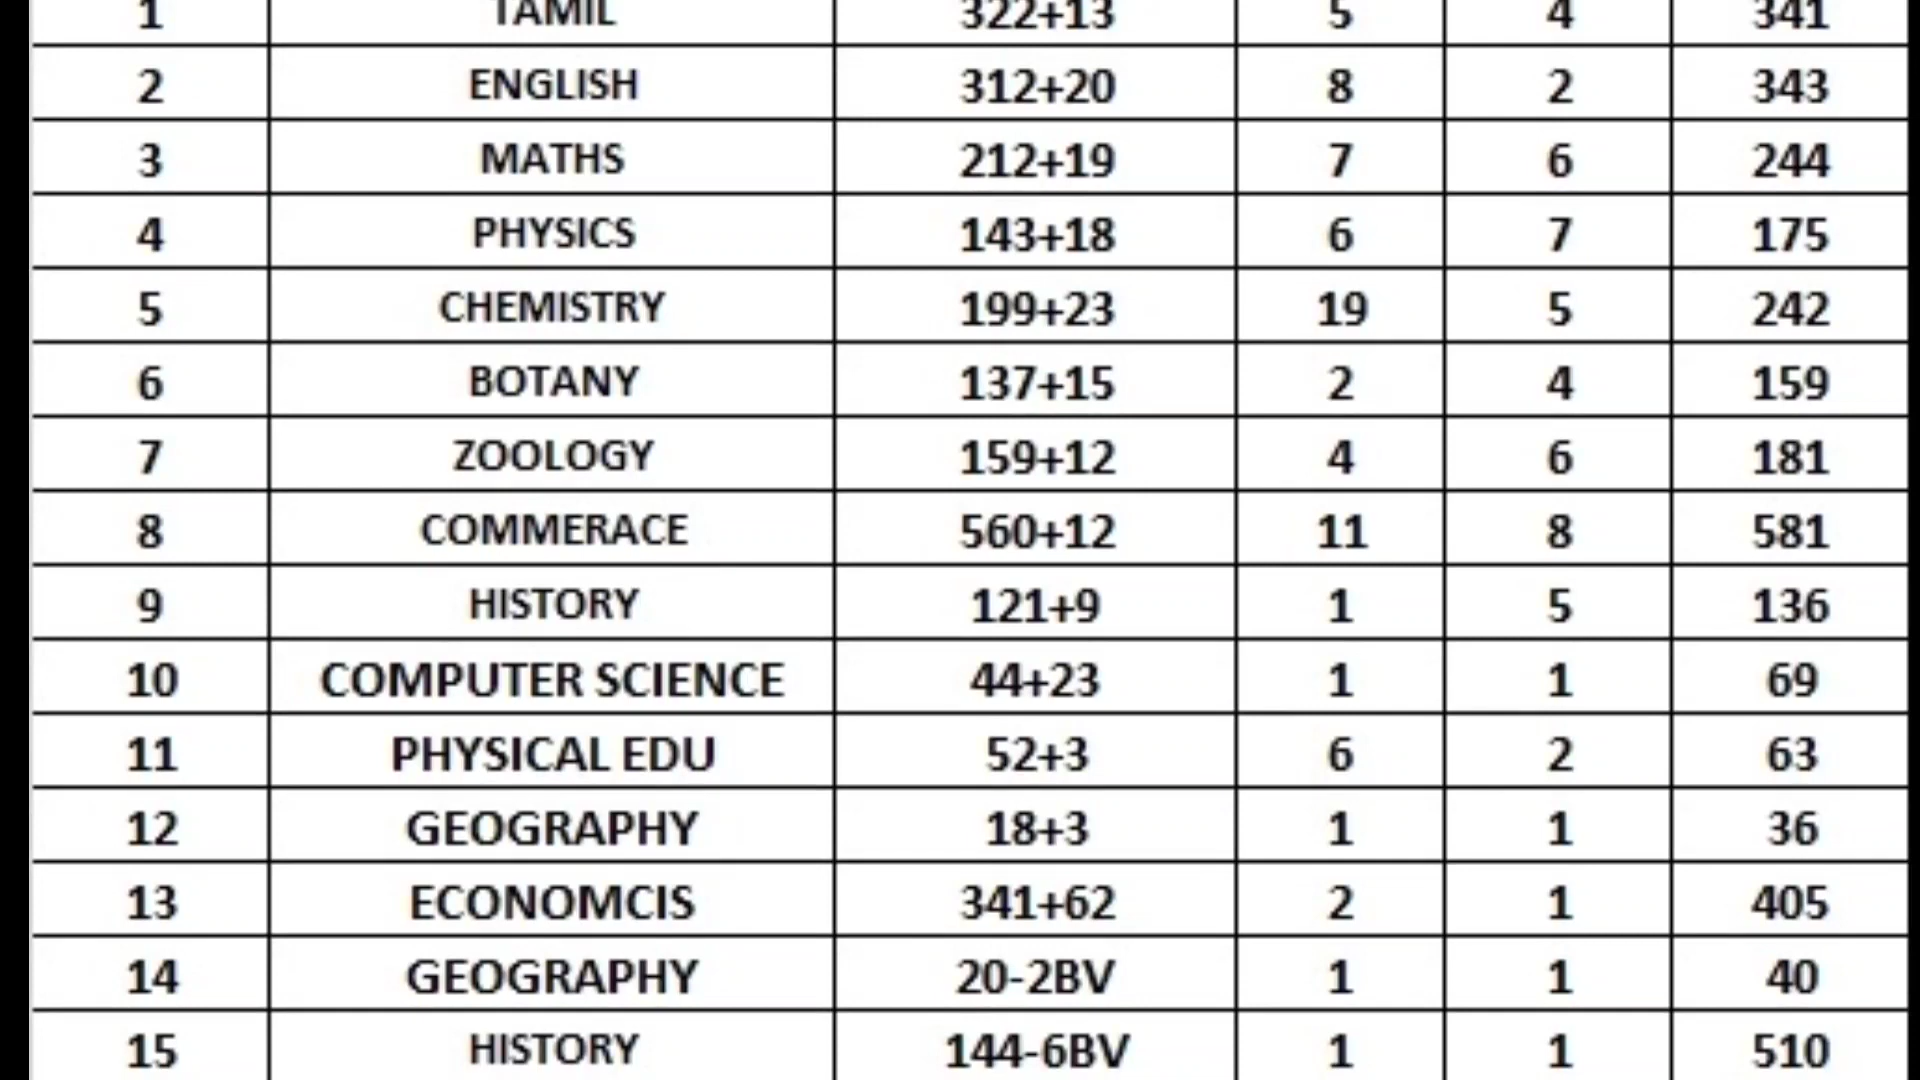 1 TAMIL 322+13 5 4 341
2 ENGLISH 312+20 8 2 343
3 MATHS 212+19 7 6 244
4 PHYSICS 143+18 6 7 175
5 CHEMISTRY 199+23 19 5 242
6 BOTANY 137+15 2 4 159
7 ZOOLOGY 159+12 4 6 181
8 COMMERACE 560+12 11 8 581
9 HISTORY 121+9 1 5 136
10 COMPUTER SCIENCE 44+23 1 1 69
11 PHYSICAL EDU 52+3 6 2 63
12 GEOGRAPHY 18+3 1 1 36
13 ECONOMCIS 341+62 2 1 405
14 GEOGRAPHY 20-2BV 1 1 40
15 HISTORY 144-6BV 1 1 510